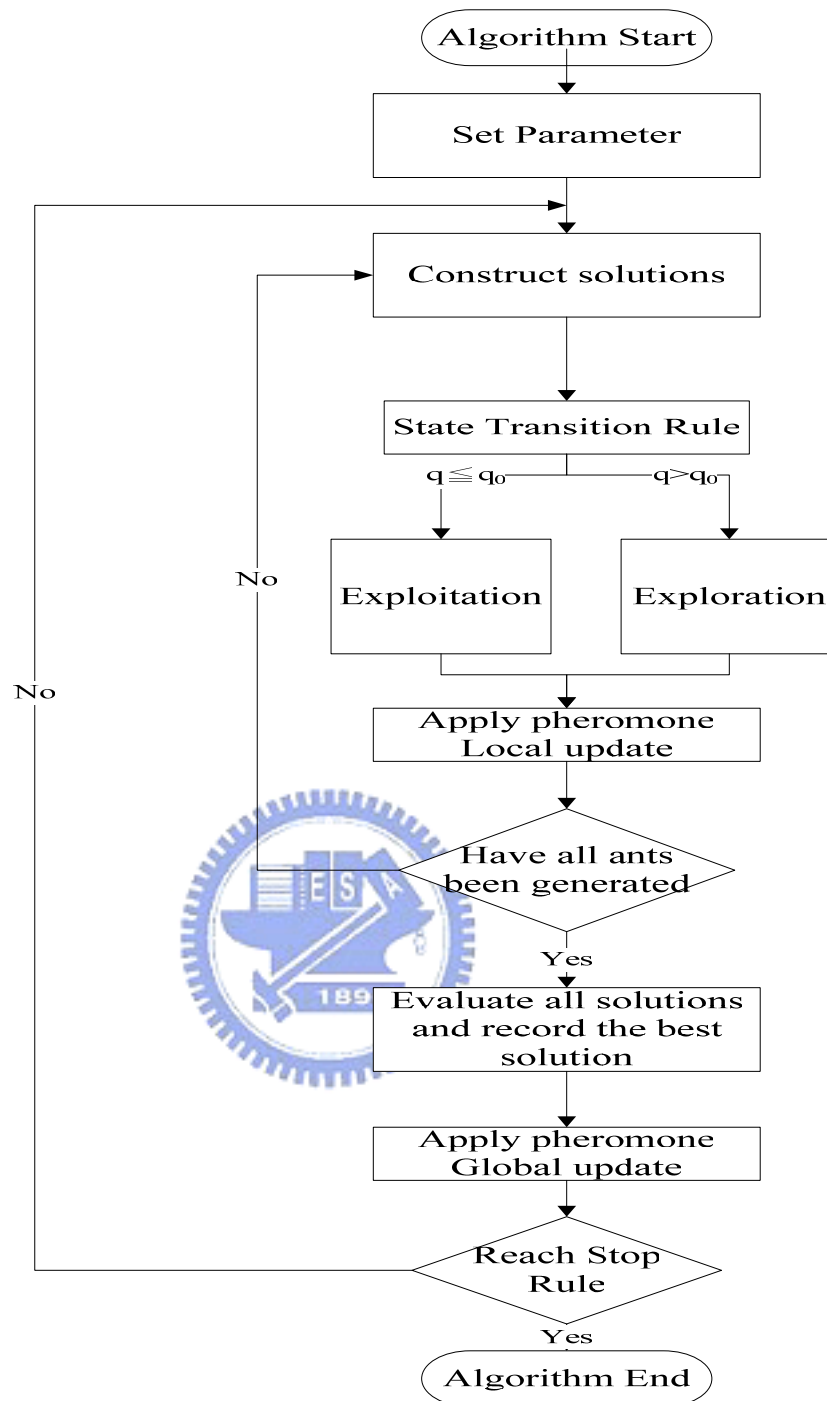 Algorithm Start
Set Parameter
Construct solutions
State Transition Rule
q≦q₀
q>q₀
Exploitation
Exploration
No
No
Apply pheromone
Local update
Have all ants
been generated
E S A
Yes
189
Evaluate all solutions
and record the best
solution
Apply pheromone
Global update
Reach Stop
Rule
Yes
Algorithm End